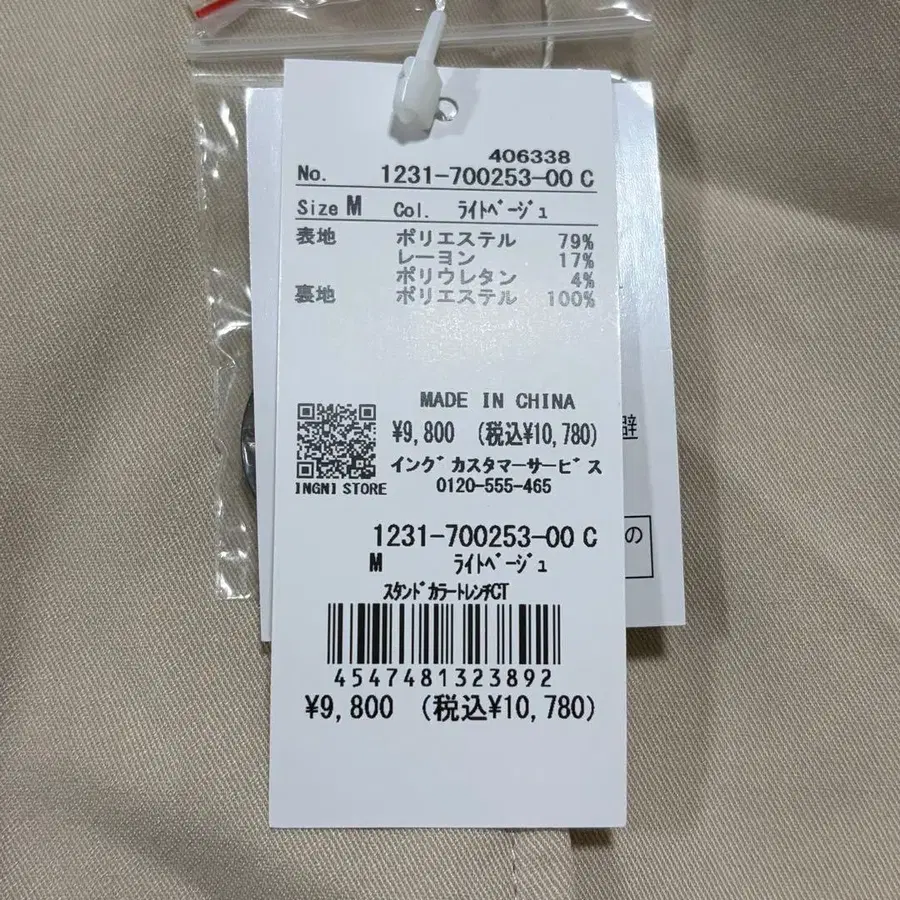 406338
No. 1231-700253-00 C
Size M Col. ﾗｲﾄﾍﾞｰｼﾞｭ
表地 ポリエステル 79%
レーヨン 17%
ポリウレタン 4%
裏地 ポリエステル 100%
MADE IN CHINA
¥9,800 (税込¥10,780)
イングカスタマーサービス
INGNI STORE 0120-555-465
1231-700253-00 C
M ﾗｲﾄﾍﾞｰｼﾞｭ
ｽﾀﾝﾄﾞｶﾗｰﾄﾚﾝﾁCT
4547481323892
¥9,800 (税込¥10,780)
避
の